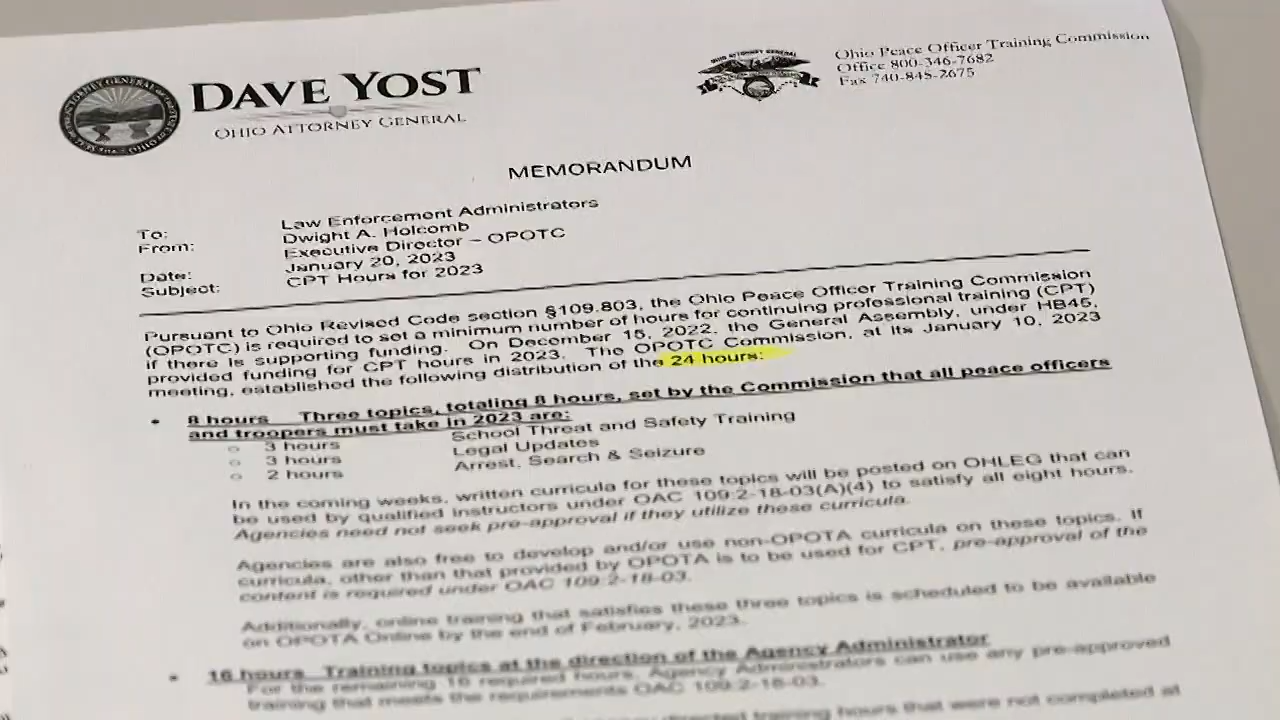 DAVE YOST
OHIO ATTORNEY GENERAL
Ohio Peace Officer Training Commission
Office 800-346-7682
Fax 740-845-2675
MEMORANDUM
To: Law Enforcement Administrators
From: Dwight A. Holcomb
Executive Director – OPOTC
Date: January 20, 2023
Subject: CPT Hours for 2023
Pursuant to Ohio Revised Code section §109.803, the Ohio Peace Officer Training Commission
(OPOTC) is required to set a minimum number of hours for continuing professional training (CPT)
if there is supporting funding. On December 15, 2022, the General Assembly, under HB45,
provided funding for CPT hours in 2023. The OPOTC Commission, at its January 10, 2023
meeting, established the following distribution of the 24 hours:
• 8 hours Three topics, totaling 8 hours, set by the Commission that all peace officers
and troopers must take in 2023 are:
○ 3 hours School Threat and Safety Training
○ 3 hours Legal Updates
○ 2 hours Arrest, Search & Seizure
In the coming weeks, written curricula for these topics will be posted on OHLEG that can
be used by qualified instructors under OAC 109:2-18-03(A)(4) to satisfy all eight hours.
Agencies need not seek pre-approval if they utilize these curricula.
Agencies are also free to develop and/or use non-OPOTA curricula on these topics. If
curricula, other than that provided by OPOTA is to be used for CPT, pre-approval of the
content is required under OAC 109:2-18-03.
Additionally, online training that satisfies these three topics is scheduled to be available
on OPOTA Online by the end of February, 2023.
• 16 hours Training topics at the direction of the Agency Administrator
For the remaining 16 required hours, Agency Administrators can use any pre-approved
training that meets the requirements OAC 109:2-18-03.
directed training hours that were not completed at